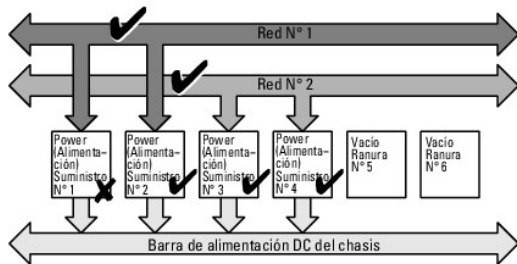 Red N° 1
Red N° 2
Power
(Alimenta-
ción)
Suministro
N° 1
Power
(Alimenta-
ción)
Suministro
N° 2
Power
(Alimenta-
ción)
Suministro
N° 3
Power
(Alimenta-
ción)
Suministro
N° 4
Vacío
Ranura
N° 5
Vacío
Ranura
N° 6
Barra de alimentación DC del chasis